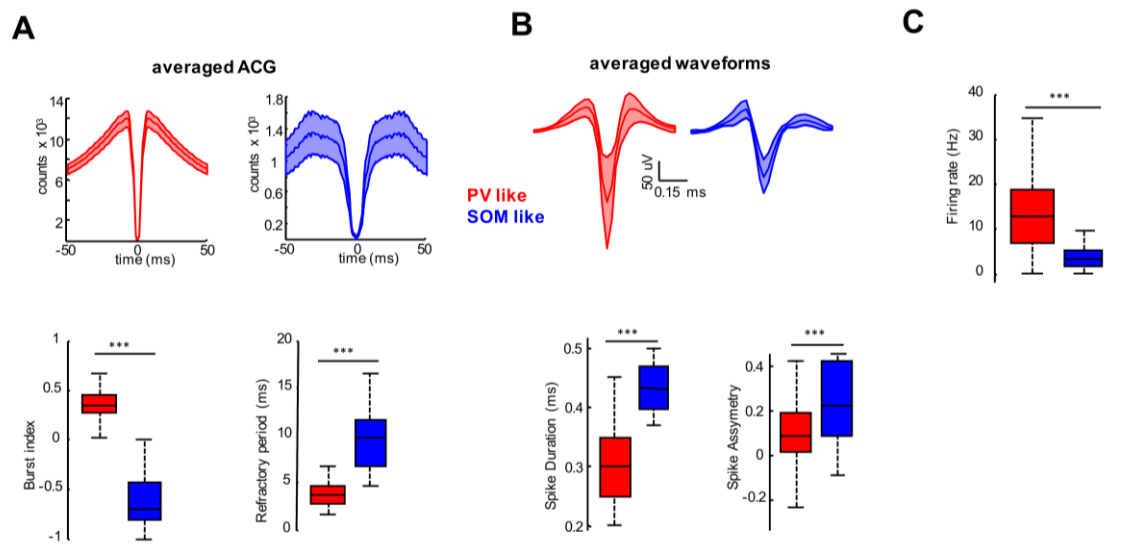 A
B
C
averaged ACG
averaged waveforms
counts x 10³
14
10
6
2
-50
0
50
time (ms)
counts x 10³
1.8
1.4
1
0.6
0.2
-50
0
50
time (ms)
PV like
SOM like
50 uV
0.15 ms
Firing rate (Hz)
40
30
20
10
0
***
Burst index
1
0.5
0
-0.5
-1
***
Refractory period (ms)
20
15
10
5
0
***
Spike Duration (ms)
0.5
0.4
0.3
0.2
***
Spike Assymetry
0.4
0.2
0
-0.2
***